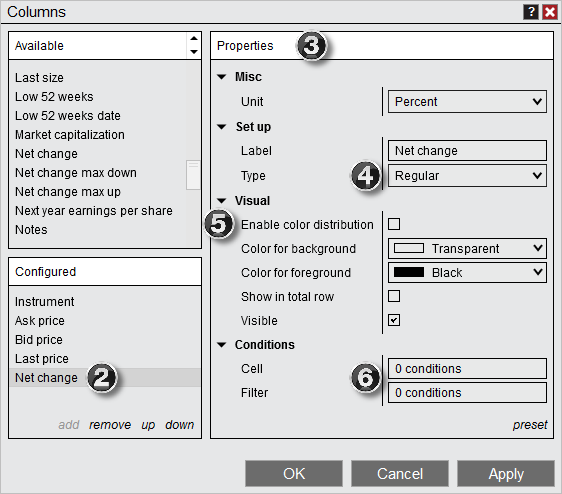 Columns ?
Available
Last size
Low 52 weeks
Low 52 weeks date
Market capitalization
Net change
Net change max down
Net change max up
Next year earnings per share
Notes
Configured
Instrument
Ask price
Bid price
Last price
Net change 2
add remove up down
Properties 3
Misc
Unit Percent
Set up
Label Net change
Type 4 Regular
Visual
5 Enable color distribution
Color for background Transparent
Color for foreground Black
Show in total row
Visible
Conditions
Cell 6 0 conditions
Filter 0 conditions
preset
OK Cancel Apply